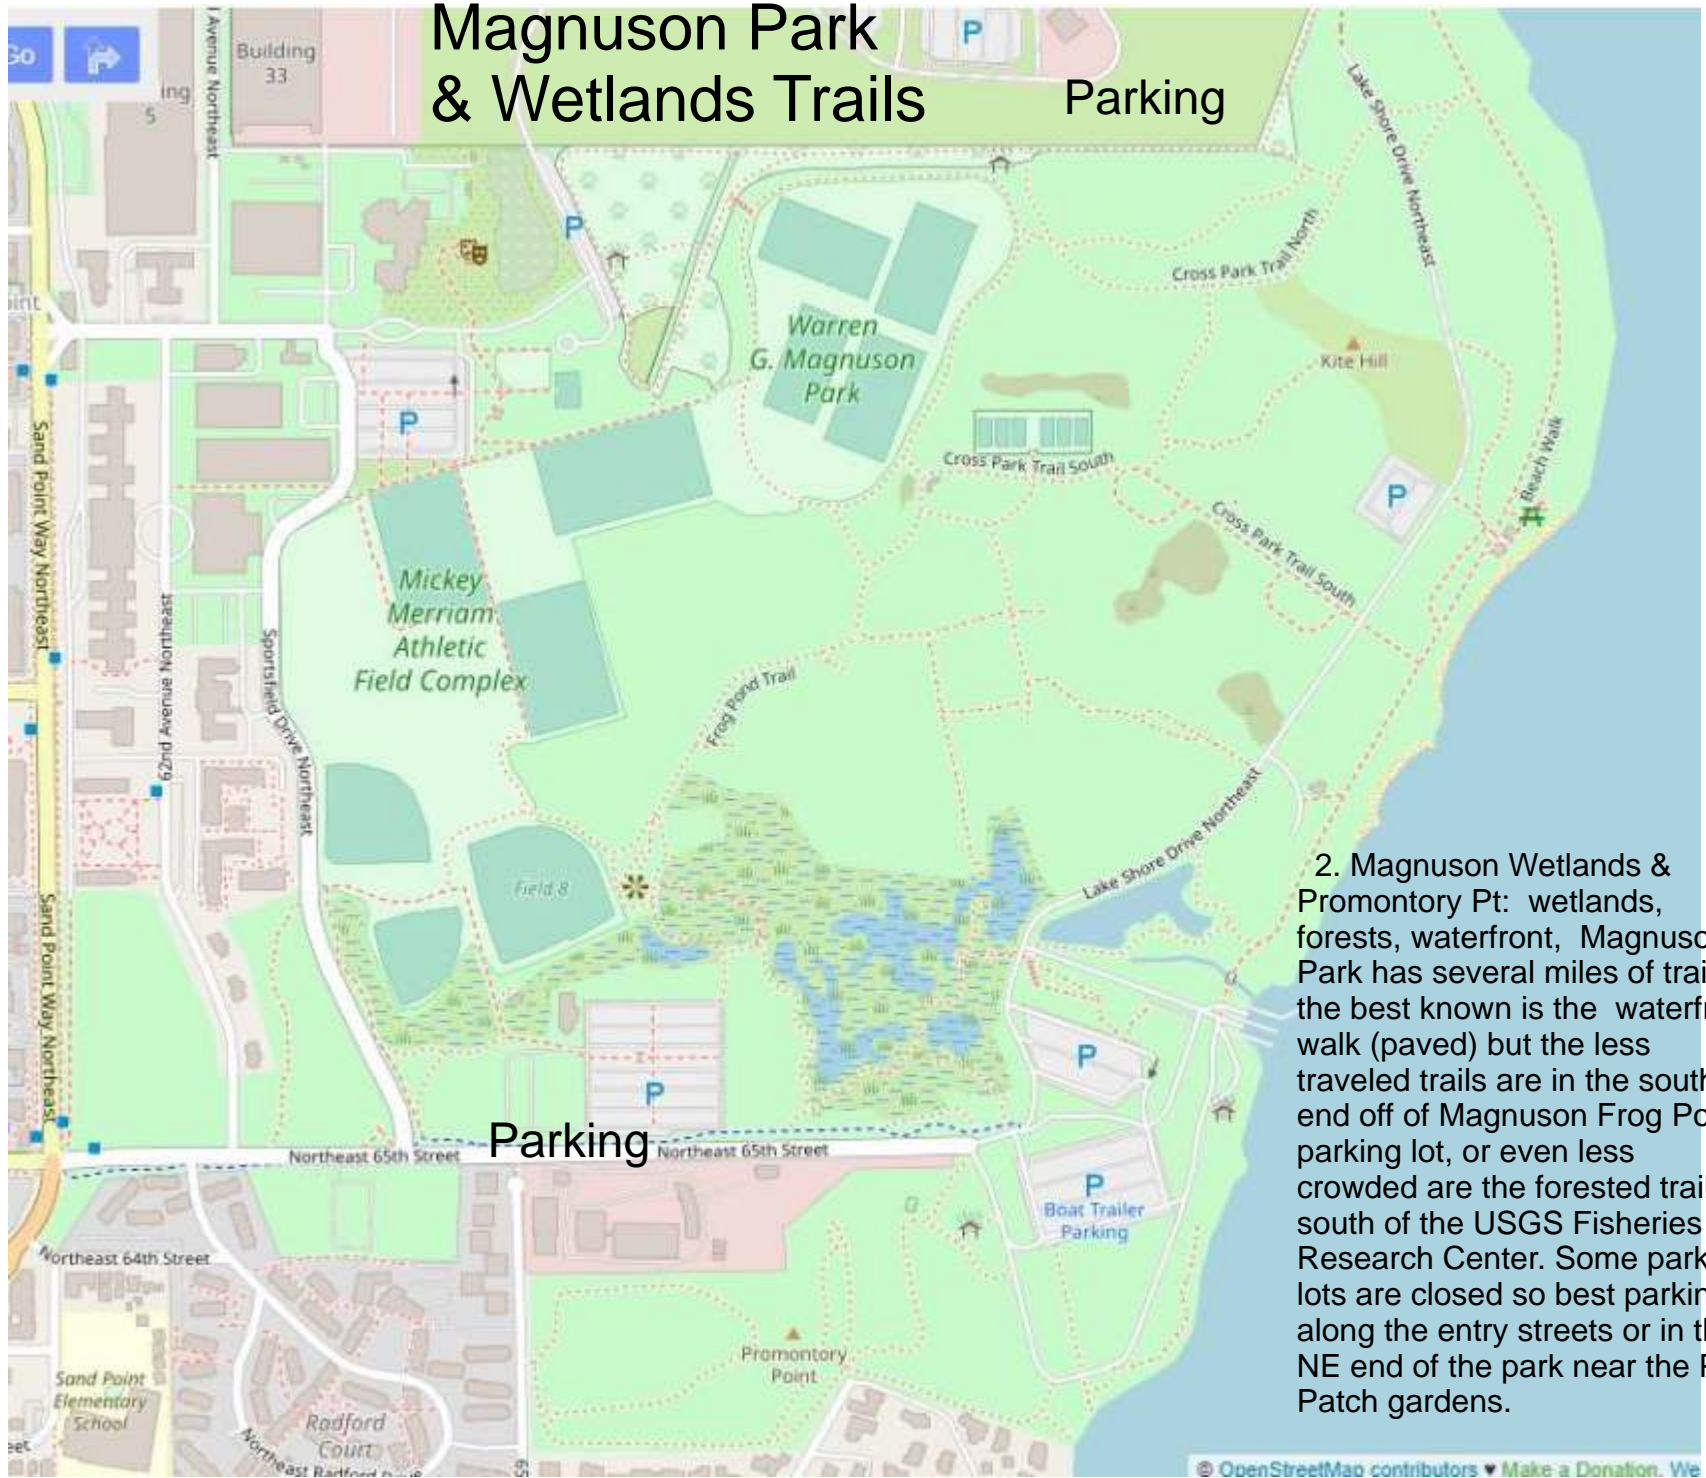 Magnuson Park
& Wetlands Trails
Parking
Go
Building
33
ing
5
Avenue Northeast
P
Lake Shore Drive Northeast
P
Cross Park Trail North
Warren
G. Magnuson
Park
Kite Hill
P
Cross Park Trail South
Beach Walk
P
Cross Park Trail South
Sand Point Way Northeast
Mickey
Merriam
Athletic
Field Complex
62nd Avenue Northeast
Sportsfield Drive Northeast
Frog Pond Trail
Lake Shore Drive Northeast
Field 8
Sand Point Way Northeast
2. Magnuson Wetlands &
Promontory Pt: wetlands,
forests, waterfront, Magnuso
Park has several miles of trai
the best known is the waterfr
walk (paved) but the less
traveled trails are in the south
end off of Magnuson Frog Po
parking lot, or even less
crowded are the forested trai
south of the USGS Fisheries
Research Center. Some park
lots are closed so best parkin
along the entry streets or in th
NE end of the park near the P
Patch gardens.
P
P
Parking
Northeast 65th Street
Northeast 65th Street
P
Boat Trailer
Parking
Northeast 64th Street
Promontory
Point
Sand Point
Elementary
School
Radford
Court
Northeast Radford
65
© OpenStreetMap contributors ♥ Make a Donation. We